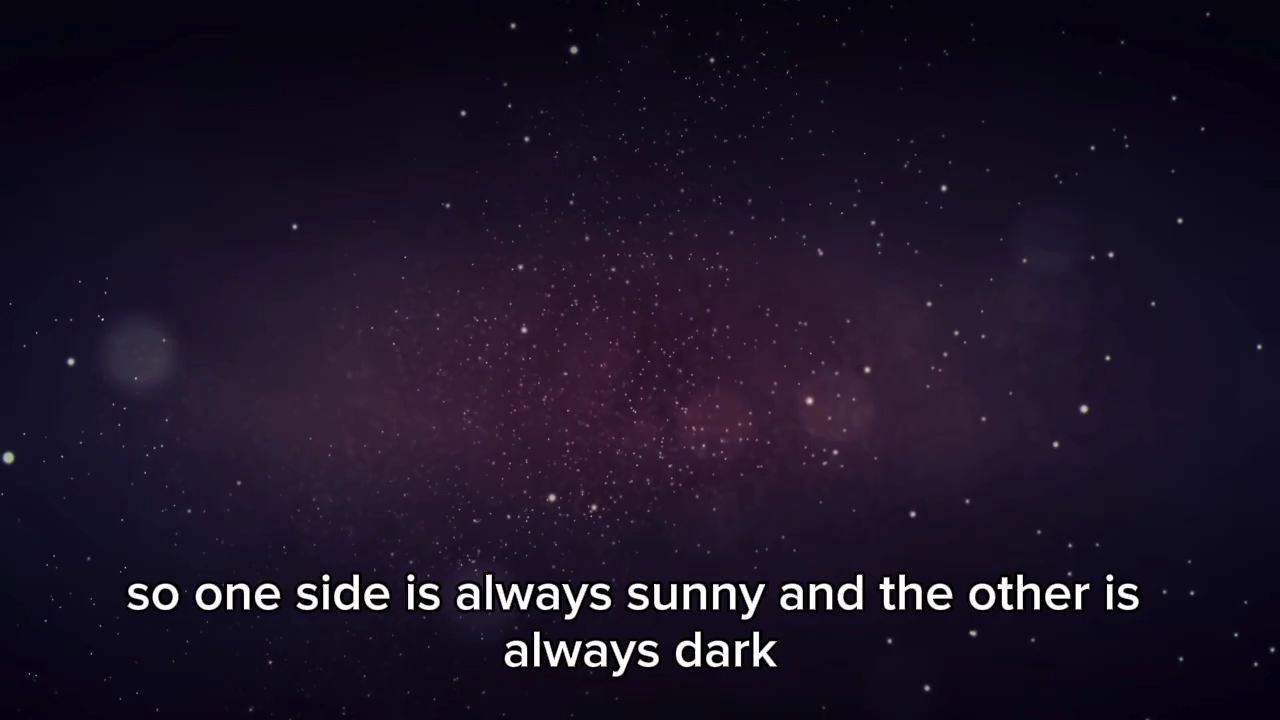 so one side is always sunny and the other is
always dark